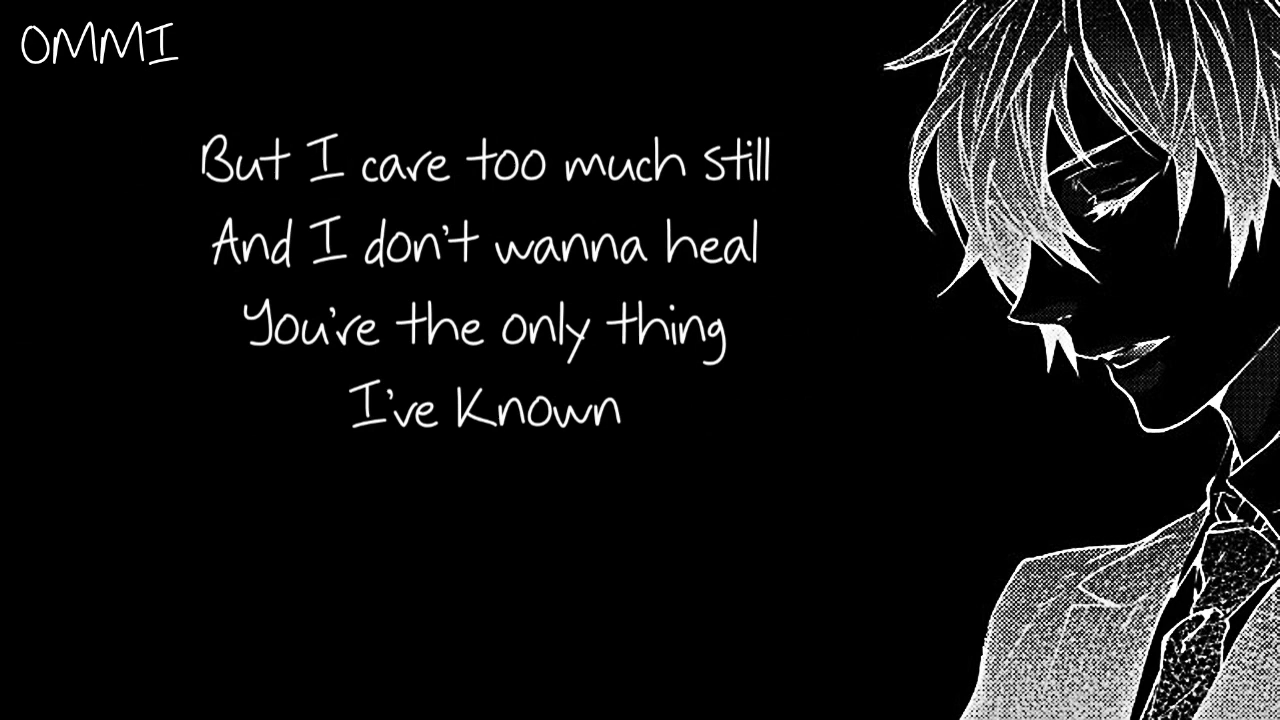 OMMI
But I care too much still
And I don't wanna heal
You're the only thing
I've Known